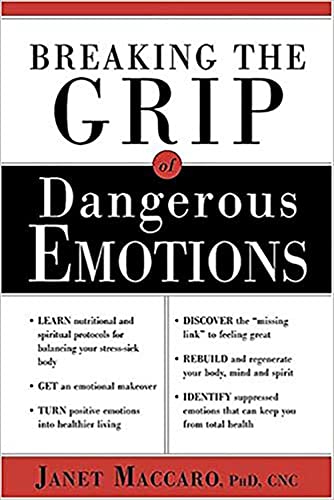 BREAKING THE
GRIP
of
Dangerous
EMOTIONS
• LEARN nutritional and
spiritual protocols for
balancing your stress-sick
body
• GET an emotional makeover
• TURN positive emotions
into healthier living
• DISCOVER the “missing
link” to feeling great
• REBUILD and regenerate
your body, mind and spirit
• IDENTIFY suppressed
emotions that can keep you
from total health
JANET MACCARO, PHD, CNC